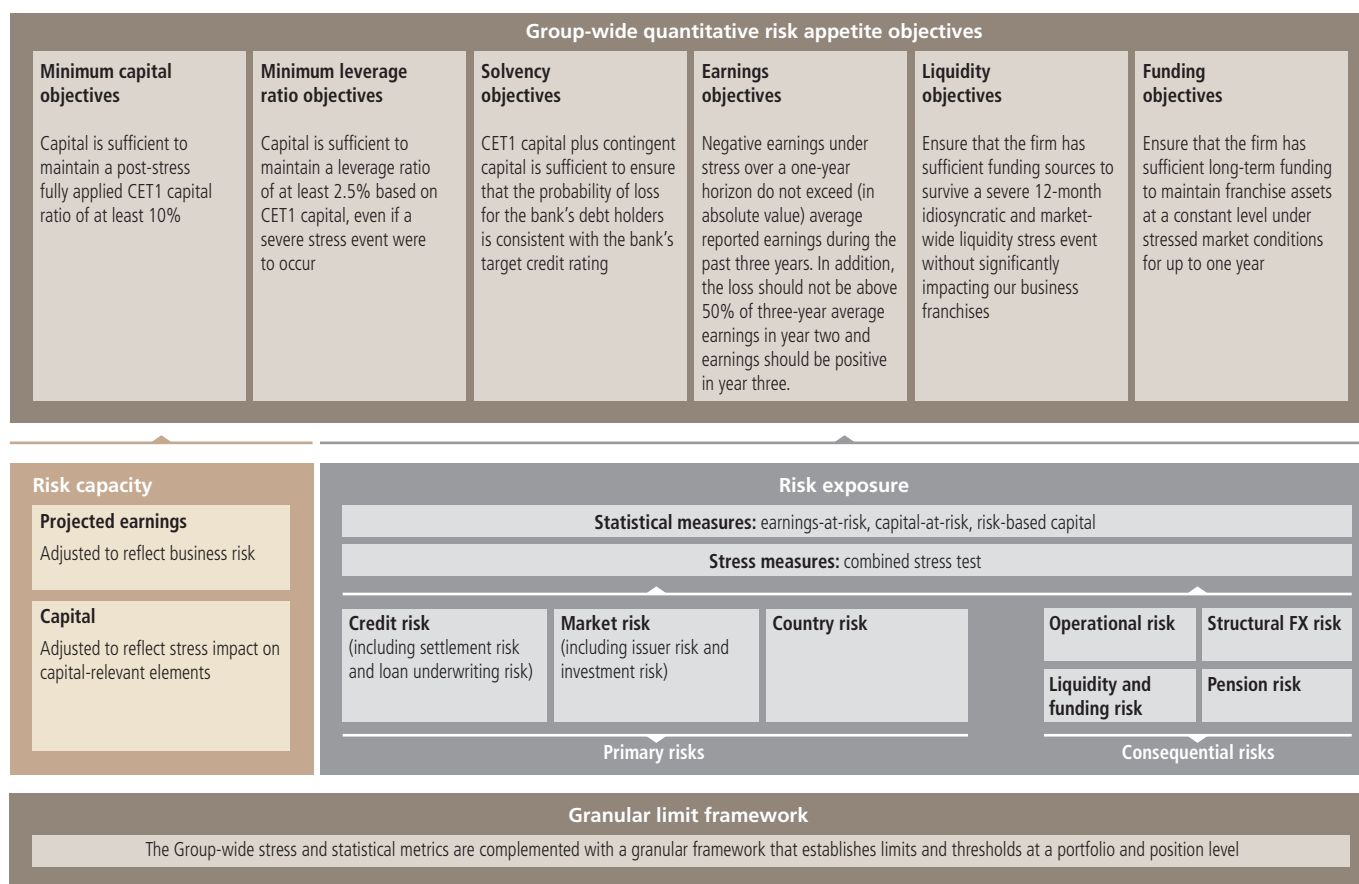 Group-wide quantitative risk appetite objectives
Minimum capital
objectives
Capital is sufficient to
maintain a post-stress
fully applied CET1 capital
ratio of at least 10%
Minimum leverage
ratio objectives
Capital is sufficient to
maintain a leverage ratio
of at least 2.5% based on
CET1 capital, even if a
severe stress event were
to occur
Solvency
objectives
CET1 capital plus contingent
capital is sufficient to ensure
that the probability of loss
for the bank’s debt holders
is consistent with the bank’s
target credit rating
Earnings
objectives
Negative earnings under
stress over a one-year
horizon do not exceed (in
absolute value) average
reported earnings during the
past three years. In addition,
the loss should not be above
50% of three-year average
earnings in year two and
earnings should be positive
in year three.
Liquidity
objectives
Ensure that the firm has
sufficient funding sources to
survive a severe 12-month
idiosyncratic and market-
wide liquidity stress event
without significantly
impacting our business
franchises
Funding
objectives
Ensure that the firm has
sufficient long-term funding
to maintain franchise assets
at a constant level under
stressed market conditions
for up to one year
Risk capacity
Projected earnings
Adjusted to reflect business risk
Capital
Adjusted to reflect stress impact on
capital-relevant elements
Risk exposure
Statistical measures: earnings-at-risk, capital-at-risk, risk-based capital
Stress measures: combined stress test
Credit risk
(including settlement risk
and loan underwriting risk)
Market risk
(including issuer risk and
investment risk)
Country risk
Primary risks
Operational risk
Structural FX risk
Liquidity and
funding risk
Pension risk
Consequential risks
Granular limit framework
The Group-wide stress and statistical metrics are complemented with a granular framework that establishes limits and thresholds at a portfolio and position level